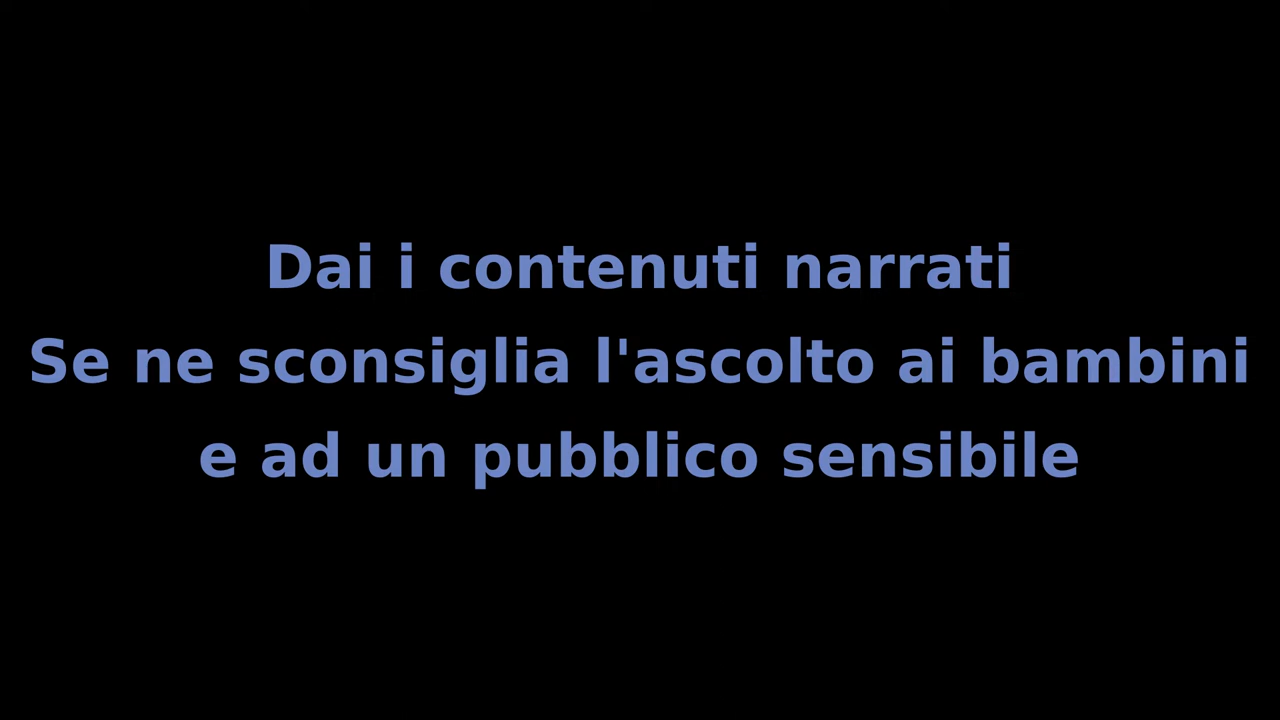 Dai i contenuti narrati
Se ne sconsiglia l'ascolto ai bambini
e ad un pubblico sensibile